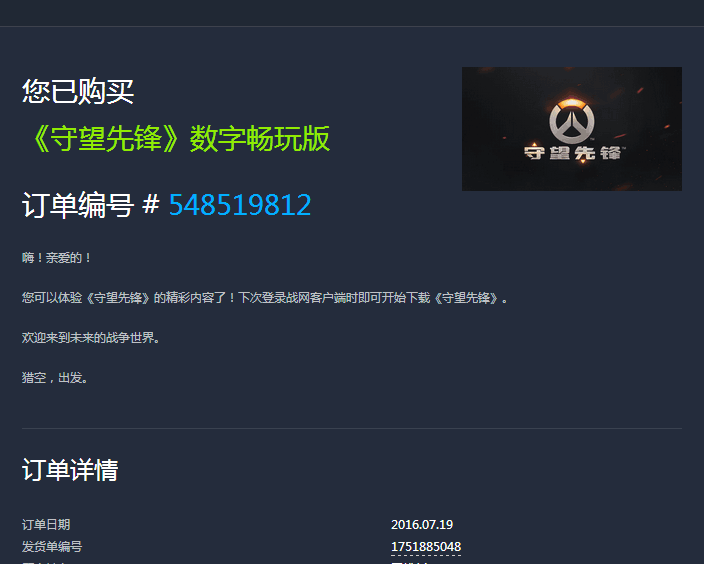 您已购买
《守望先锋》数字畅玩版
守望先锋
订单编号 # 548519812
嗨！亲爱的！
您可以体验《守望先锋》的精彩内容了！下次登录战网客户端时即可开始下载《守望先锋》。
欢迎来到未来的战争世界。
猎空，出发。
订单详情
订单日期 2016.07.19
发货单编号 1751885048